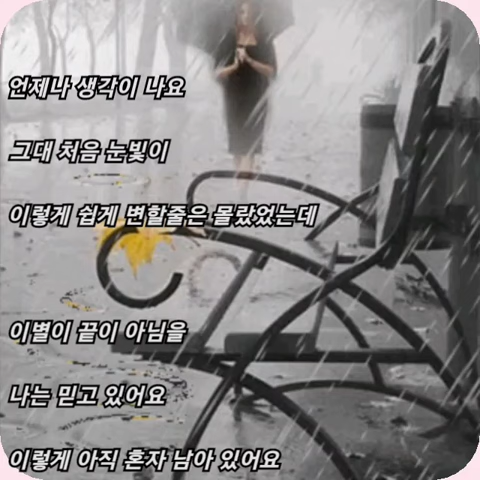 언제나 생각이 나요
그대 처음 눈빛이
이렇게 쉽게 변할줄은 몰랐었는데
이별이 끝이 아님을
나는 믿고 있어요
이렇게 아직 혼자 남아 있어요